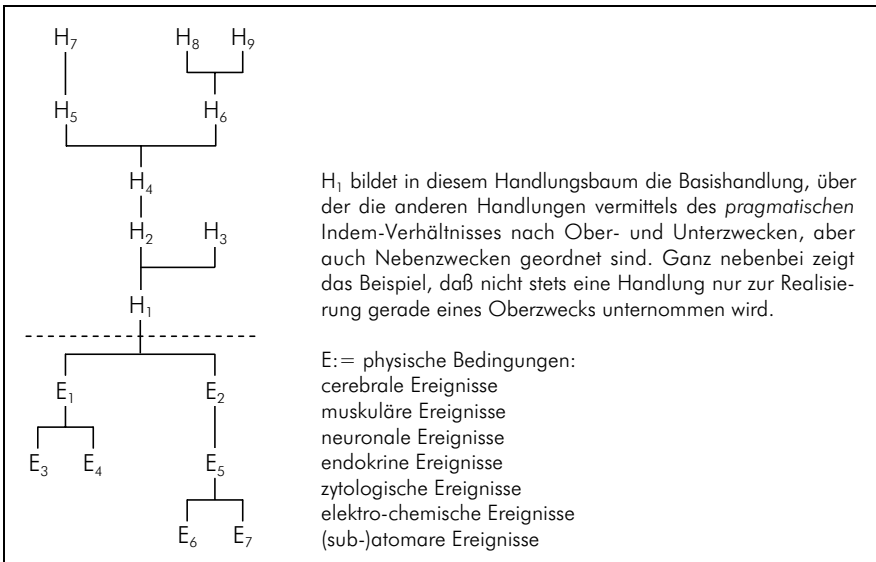 H₇ H₈ H₉
H₅ H₆
H₄
H₂ H₃
H₁
E₁ E₂
E₃ E₄ E₅
E₆ E₇
H₁ bildet in diesem Handlungsbaum die Basishandlung, über
der die anderen Handlungen vermittels des pragmatischen
Indem-Verhältnisses nach Ober- und Unterzwecken, aber
auch Nebenzwecken geordnet sind. Ganz nebenbei zeigt
das Beispiel, daß nicht stets eine Handlung nur zur Realisie-
rung gerade eines Oberzwecks unternommen wird.
E:= physische Bedingungen:
cerebrale Ereignisse
muskuläre Ereignisse
neuronale Ereignisse
endokrine Ereignisse
zytologische Ereignisse
elektro-chemische Ereignisse
(sub-)atomare Ereignisse